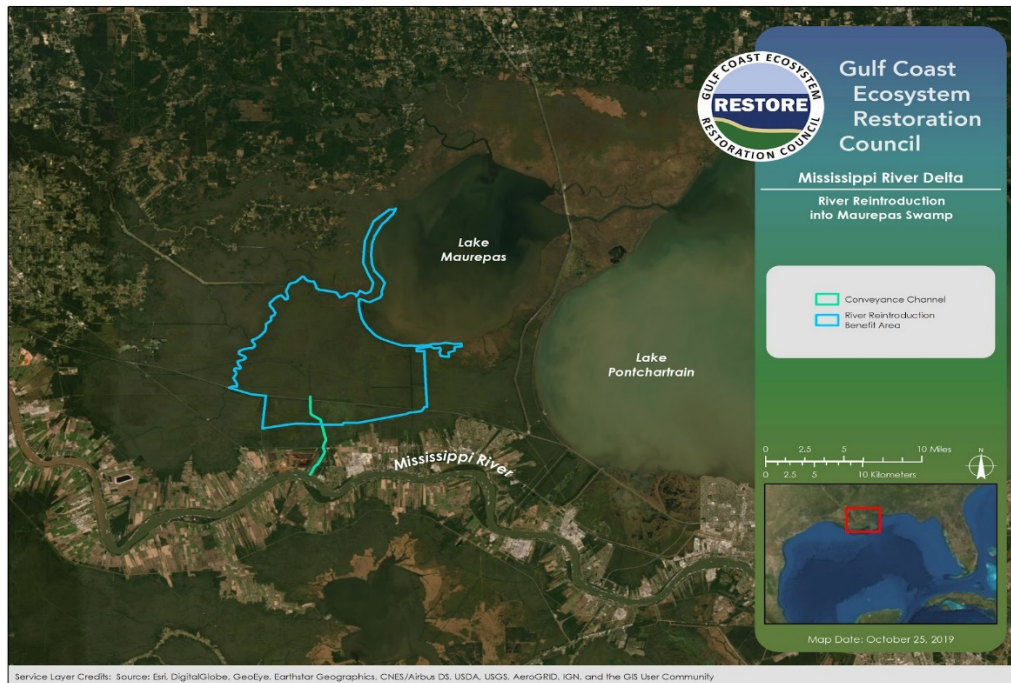 GULF COAST ECOSYSTEM
RESTORE
RESTORATION COUNCIL
Gulf Coast
Ecosystem
Restoration
Council
Mississippi River Delta
River Reintroduction
into Maurepas Swamp
Conveyance Channel
River Reintroduction
Benefit Area
Lake
Maurepas
Lake
Pontchartrain
Mississippi River
0 2.5 5 10 Miles
0 2.5 5 10 Kilometers
N
Map Date: October 25, 2019
Service Layer Credits: Source: Esri, DigitalGlobe, GeoEye, Earthstar Geographics, CNES/Airbus DS, USDA, USGS, AeroGRID, IGN, and the GIS User Community